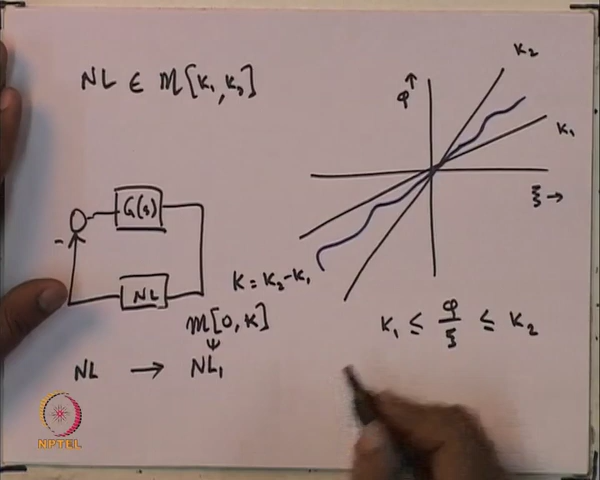 NL ∈ M[K₁, K₂]
K₂
φ ↑
K₁
ξ →
G(s)
-
NL
K = K₂ - K₁
M[0, K]
K₁ ≤ φ/ξ ≤ K₂
ψ
NL → NL₁
NPTEL